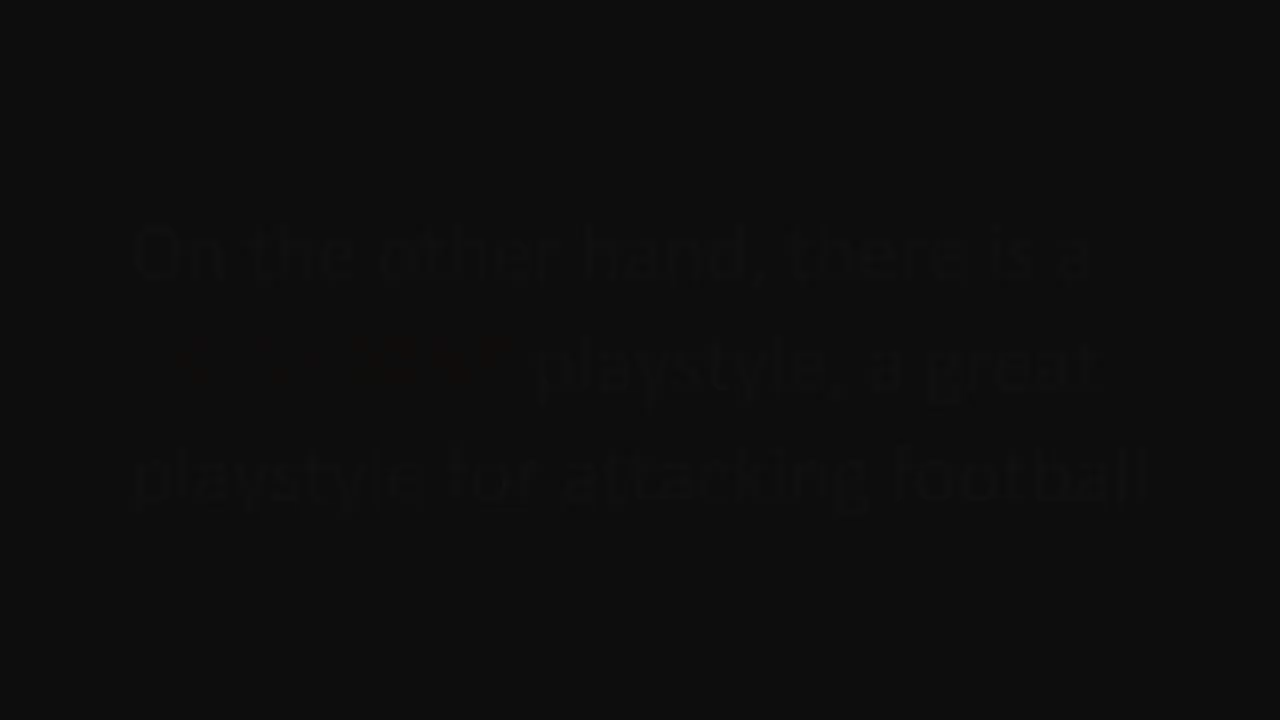 On the other hand, there is a
playstyle, a great
playstyle for attacking football